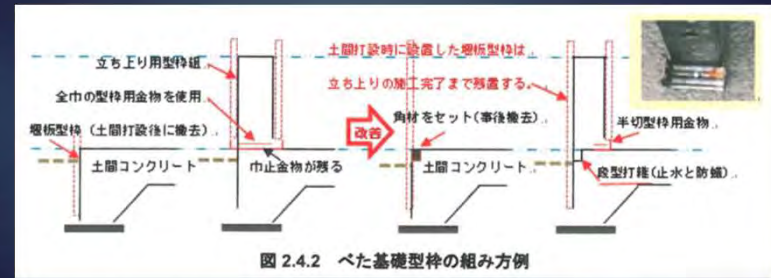 立ち上り用型枠組
全巾の型枠用金物を使用
堰板型枠（土間打設後に撤去）
土間コンクリート
巾止金物が残る
改善
土間打設時に設置した堰板型枠は
立ち上りの施工完了まで残置する。
角材をセット(事後撤去)
半切型枠用金物
土間コンクリート
段型打継(止水と防蟻)
図 2.4.2 べた基礎型枠の組み方例